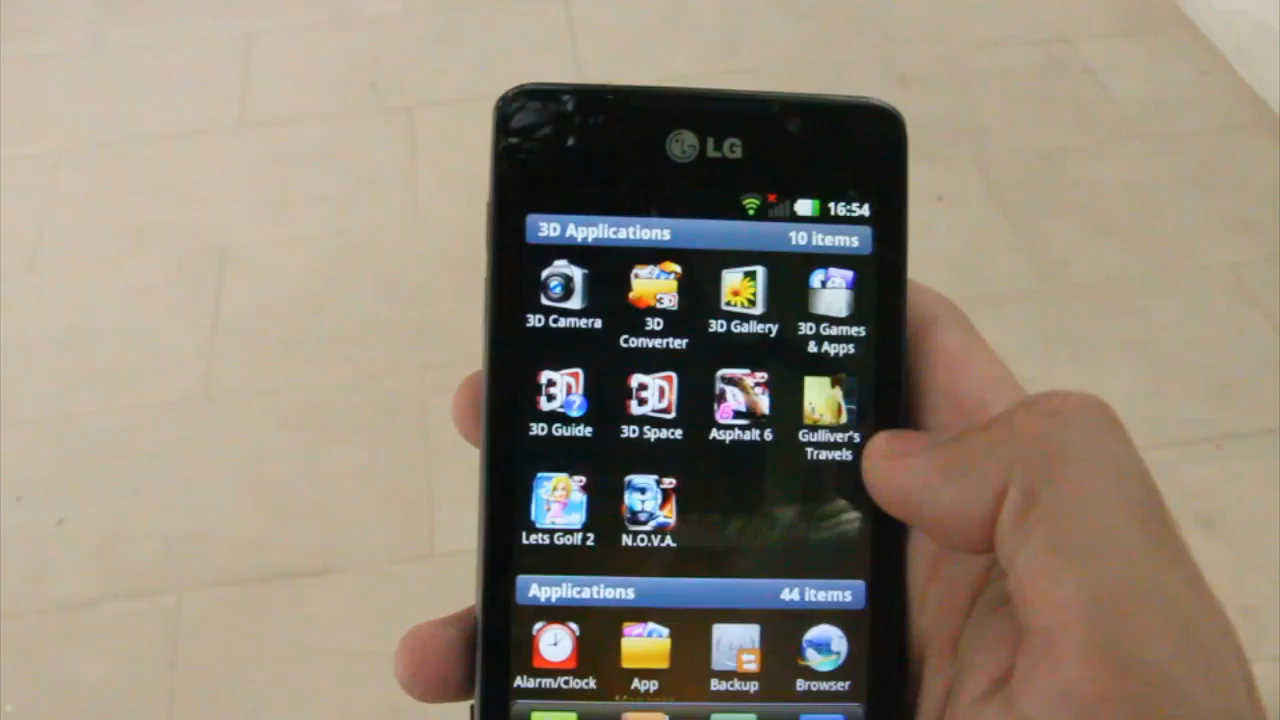 LG
16:54
3D Applications 10 items
3D Camera
3D
Converter
3D Gallery
3D Games
& Apps
3D Guide
3D Space
Asphalt 6
Gulliver's
Travels
Lets Golf 2
N.O.V.A.
Applications 44 items
Alarm/Clock
App
Backup
Browser